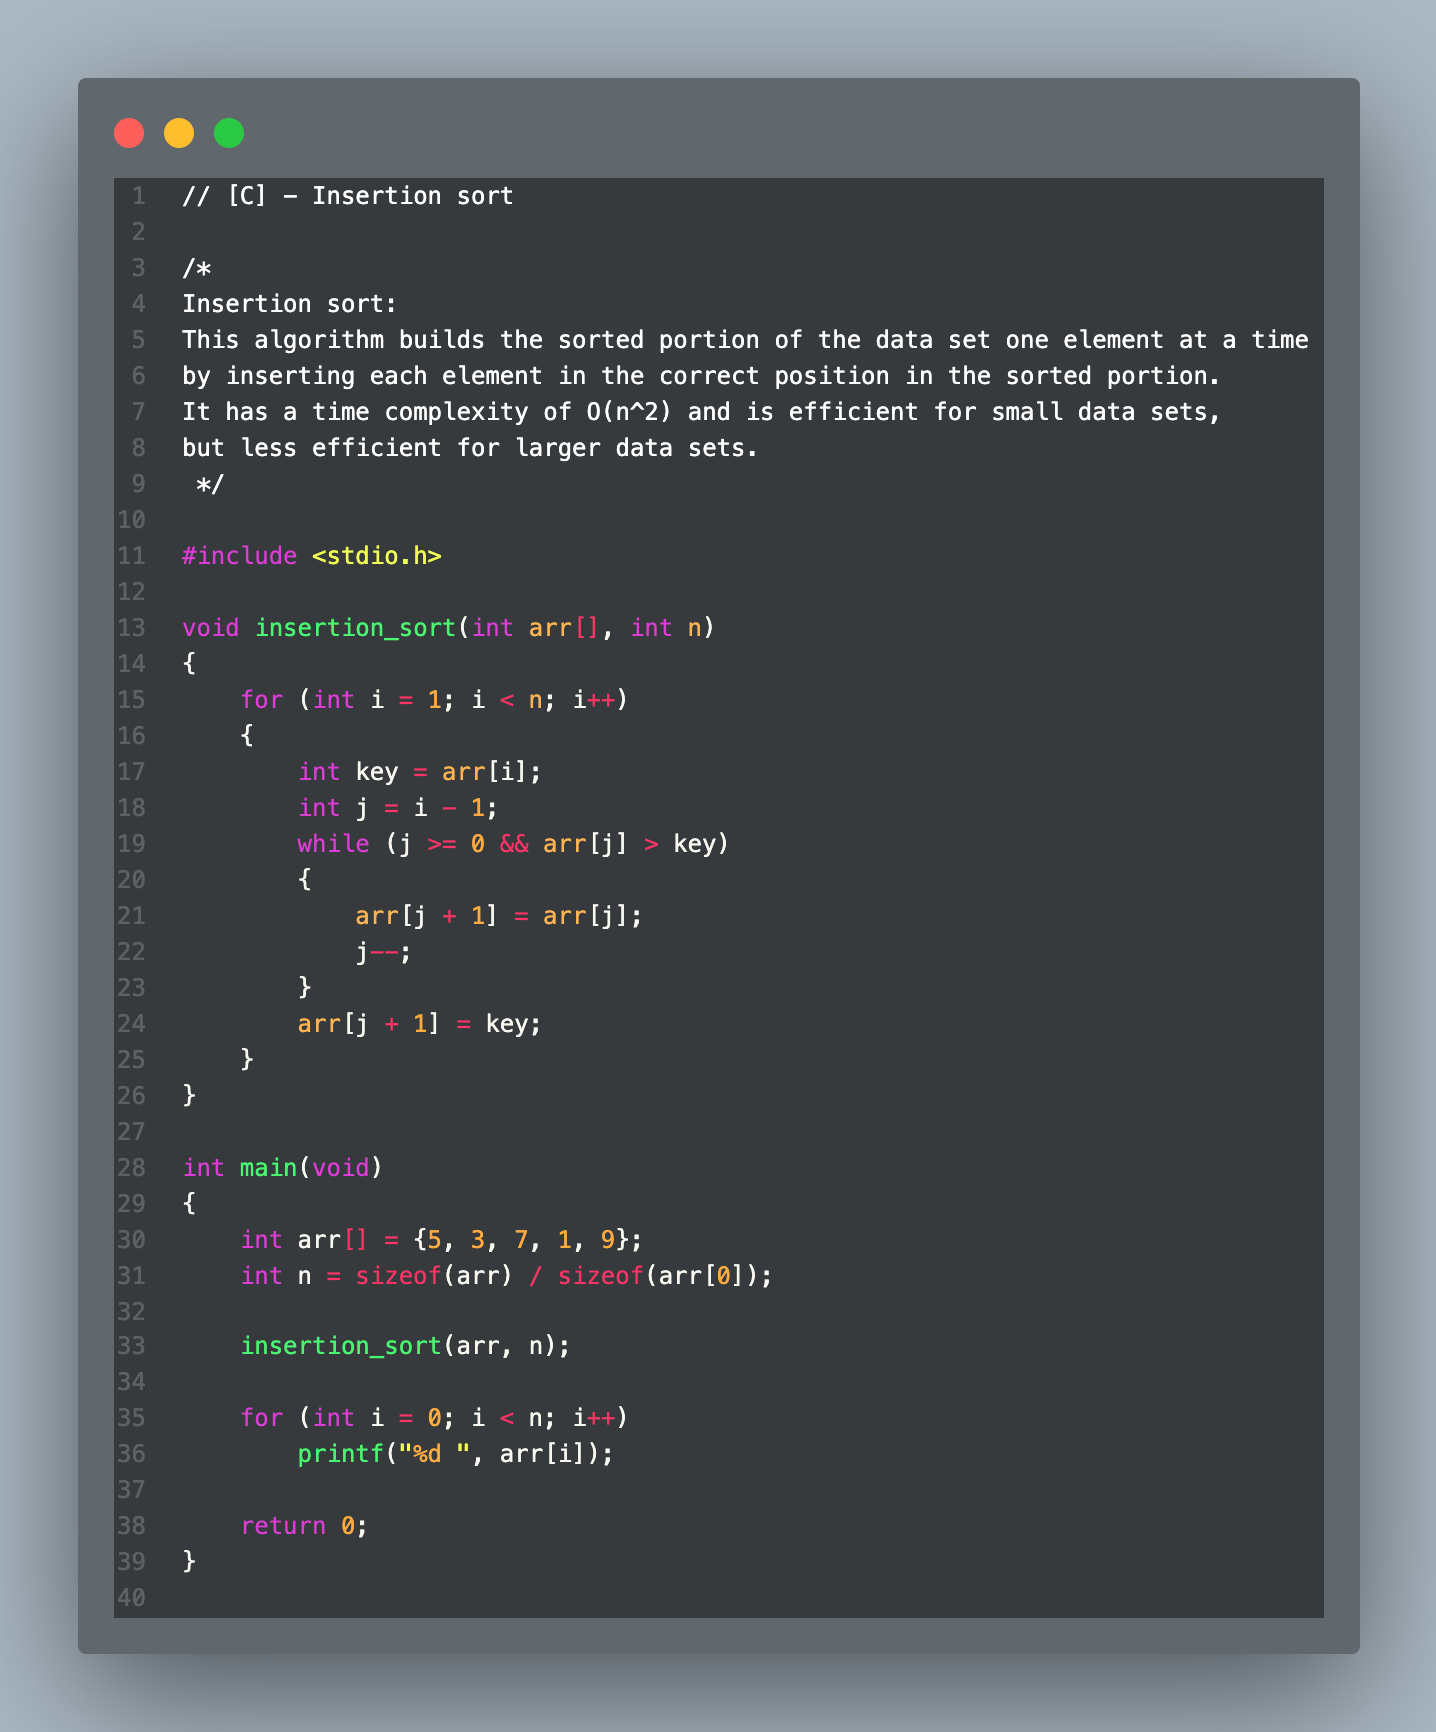 1 // [C] - Insertion sort
2
3 /*
4 Insertion sort:
5 This algorithm builds the sorted portion of the data set one element at a time
6 by inserting each element in the correct position in the sorted portion.
7 It has a time complexity of O(n^2) and is efficient for small data sets,
8 but less efficient for larger data sets.
9  */
10
11 #include <stdio.h>
12
13 void insertion_sort(int arr[], int n)
14 {
15     for (int i = 1; i < n; i++)
16     {
17         int key = arr[i];
18         int j = i - 1;
19         while (j >= 0 && arr[j] > key)
20         {
21             arr[j + 1] = arr[j];
22             j--;
23         }
24         arr[j + 1] = key;
25     }
26 }
27
28 int main(void)
29 {
30     int arr[] = {5, 3, 7, 1, 9};
31     int n = sizeof(arr) / sizeof(arr[0]);
32
33     insertion_sort(arr, n);
34
35     for (int i = 0; i < n; i++)
36         printf("%d ", arr[i]);
37
38     return 0;
39 }
40